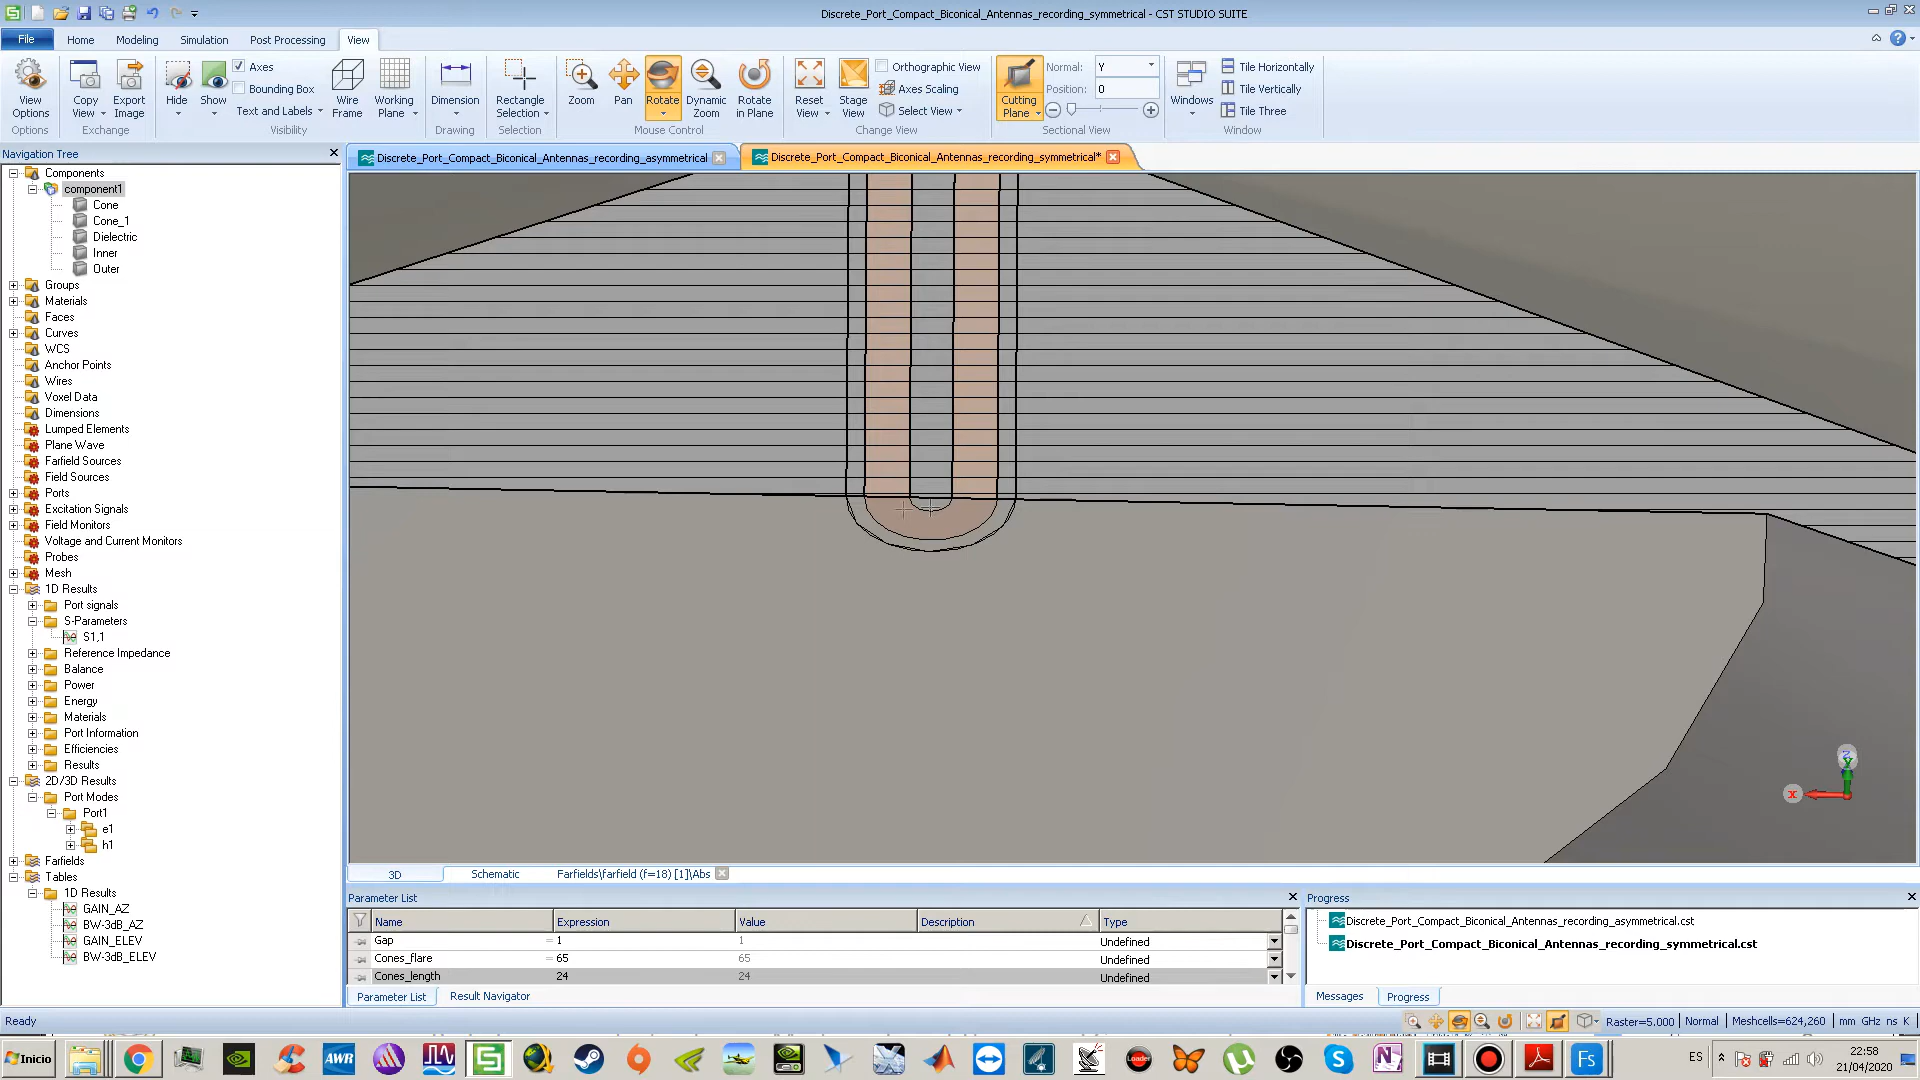 Discrete_Port_Compact_Biconical_Antennas_recording_symmetrical - CST STUDIO SUITE
File Home Modeling Simulation Post Processing View
Axes
Bounding Box
Text and Labels
View Options
Copy View
Export Image
Hide
Show
Wire Frame
Working Plane
Dimension
Rectangle Selection
Zoom
Pan
Rotate
Dynamic Zoom
Rotate in Plane
Reset View
Stage View
Orthographic View
Axes Scaling
Select View
Cutting Plane
Normal: Y
Position: 0
Windows
Tile Horizontally
Tile Vertically
Tile Three
Options Exchange Visibility Drawing Selection Mouse Control Change View Sectional View Window
Navigation Tree
Discrete_Port_Compact_Biconical_Antennas_recording_asymmetrical
Discrete_Port_Compact_Biconical_Antennas_recording_symmetrical*
Components
component1
Cone
Cone_1
Dielectric
Inner
Outer
Groups
Materials
Faces
Curves
WCS
Anchor Points
Wires
Voxel Data
Dimensions
Lumped Elements
Plane Wave
Farfield Sources
Field Sources
Ports
Excitation Signals
Field Monitors
Voltage and Current Monitors
Probes
Mesh
1D Results
Port signals
S-Parameters
S1,1
Reference Impedance
Balance
Power
Energy
Materials
Port Information
Efficiencies
Results
2D/3D Results
Port Modes
Port1
e1
h1
Farfields
Tables
1D Results
GAIN_AZ
BW-3dB_AZ
GAIN_ELEV
BW-3dB_ELEV
z
x
3D Schematic Farfields\farfield (f=18) [1]\Abs
Parameter List
Name Expression Value Description Type
Gap = 1 1 Undefined
Cones_flare = 65 65 Undefined
Cones_length = 24 24 Undefined
Parameter List Result Navigator
Progress
Discrete_Port_Compact_Biconical_Antennas_recording_asymmetrical.cst
Discrete_Port_Compact_Biconical_Antennas_recording_symmetrical.cst
Messages Progress
Ready
Raster=5.000 Normal Meshcells=624,260 mm GHz ns K
Inicio
AWR
Loader
Fs
ES
22:58
21/04/2020